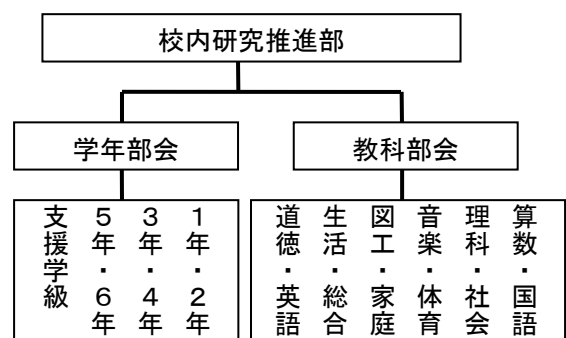 校内研究推進部
学年部会
教科部会
1年・2年
3年・4年
5年・6年
支援学級
算数・国語
理科・社会
音楽・体育
図工・家庭
生活・総合
道徳・英語